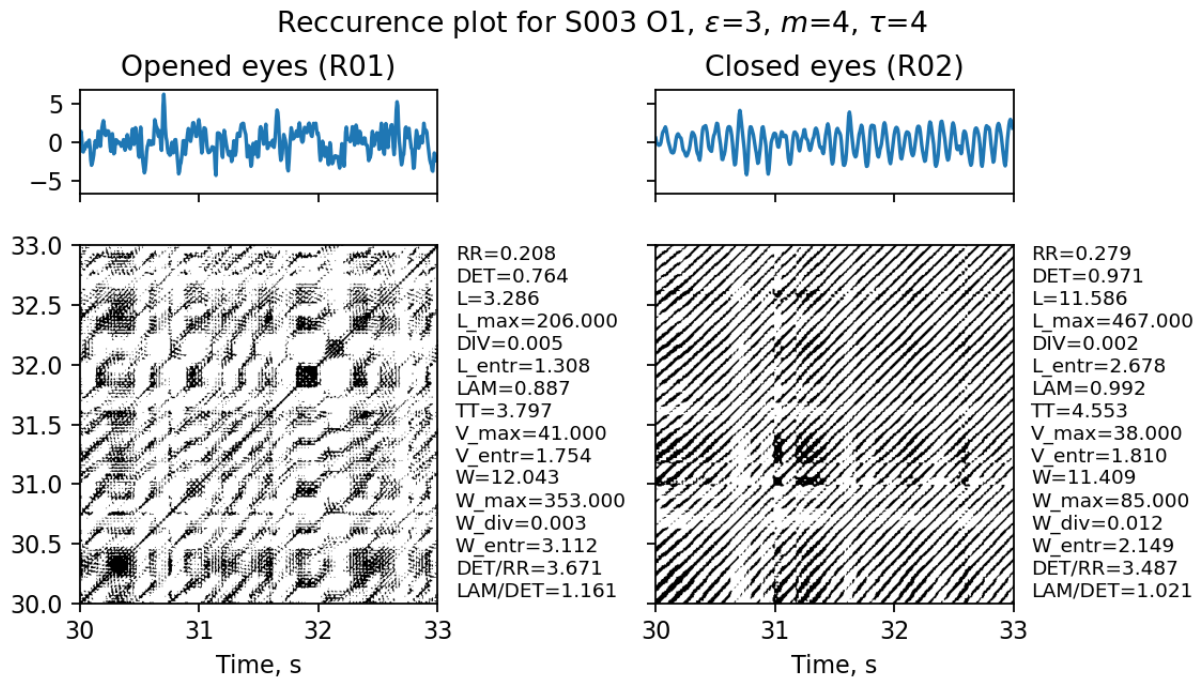 Reccurence plot for S003 O1, ε=3, m=4, τ=4
Opened eyes (R01)
Closed eyes (R02)
5
0
−5
33.0
32.5
32.0
31.5
31.0
30.5
30.0
30 31 32 33
Time, s
RR=0.208
DET=0.764
L=3.286
L_max=206.000
DIV=0.005
L_entr=1.308
LAM=0.887
TT=3.797
V_max=41.000
V_entr=1.754
W=12.043
W_max=353.000
W_div=0.003
W_entr=3.112
DET/RR=3.671
LAM/DET=1.161
30 31 32 33
Time, s
RR=0.279
DET=0.971
L=11.586
L_max=467.000
DIV=0.002
L_entr=2.678
LAM=0.992
TT=4.553
V_max=38.000
V_entr=1.810
W=11.409
W_max=85.000
W_div=0.012
W_entr=2.149
DET/RR=3.487
LAM/DET=1.021